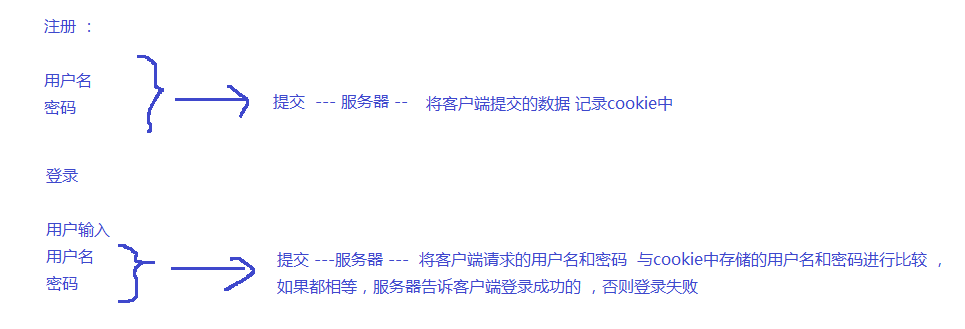 注册 ：
用户名
密码
提交 --- 服务器 -- 将客户端提交的数据 记录cookie中
登录
用户输入
用户名
密码
提交 ---服务器 --- 将客户端请求的用户名和密码 与cookie中存储的用户名和密码进行比较 ，
如果都相等，服务器告诉客户端登录成功的 ，否则登录失败